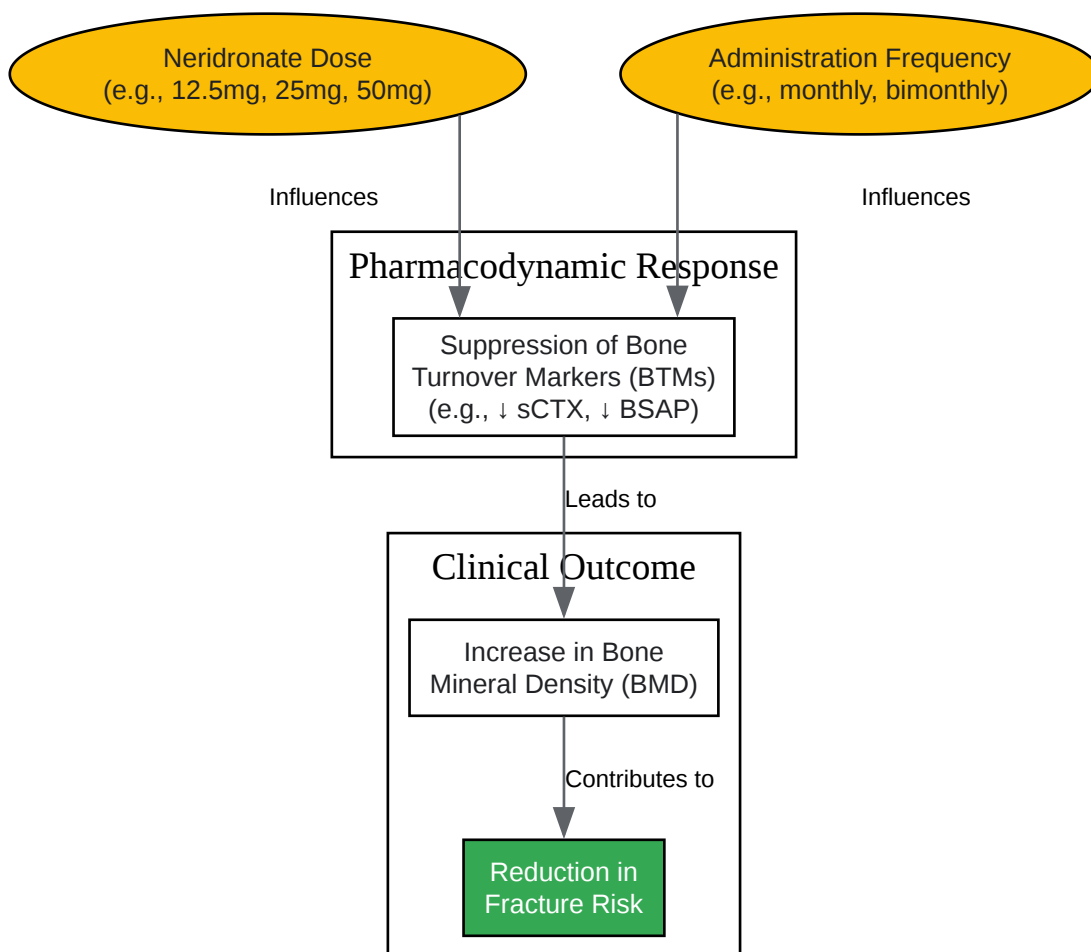 Neridronate Dose
(e.g., 12.5mg, 25mg, 50mg)
Administration Frequency
(e.g., monthly, bimonthly)
Influences
Influences
Pharmacodynamic Response
Suppression of Bone
Turnover Markers (BTMs)
(e.g., ↓ sCTX, ↓ BSAP)
Leads to
Clinical Outcome
Increase in Bone
Mineral Density (BMD)
Contributes to
Reduction in
Fracture Risk